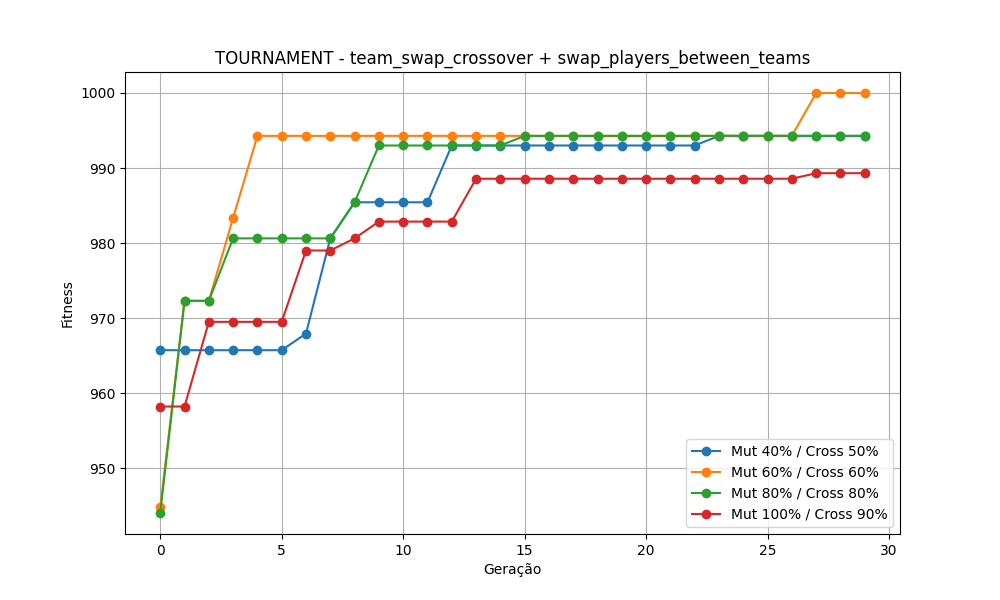 TOURNAMENT - team_swap_crossover + swap_players_between_teams
Fitness
1000
990
980
970
960
950
0
5
10
15
20
25
30
Geração
Mut 40% / Cross 50%
Mut 60% / Cross 60%
Mut 80% / Cross 80%
Mut 100% / Cross 90%